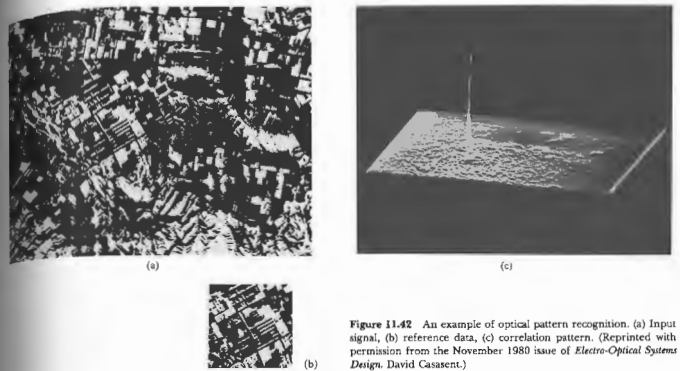 (a)
(c)
(b)
Figure 11.42 An example of optical pattern recognition. (a) Input
signal, (b) reference data, (c) correlation pattern. (Reprinted with
permission from the November 1980 issue of Electro-Optical Systems
Design. David Casasent.)